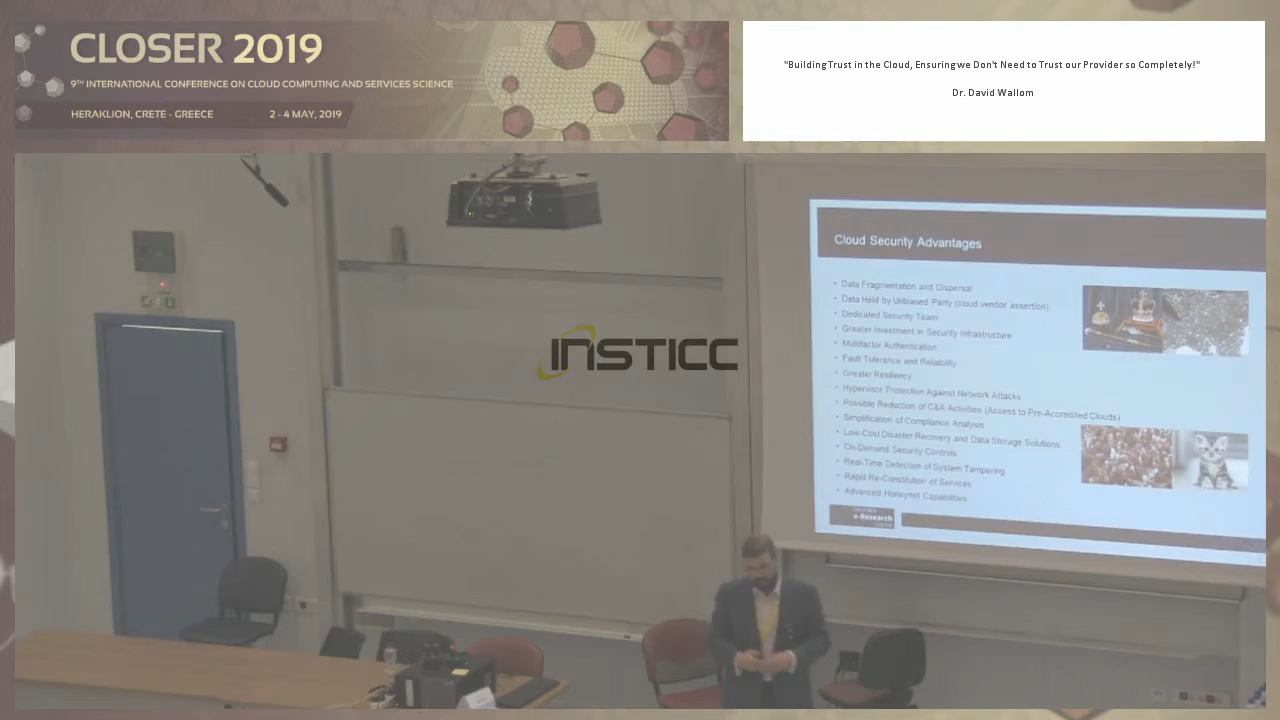 CLOSER 2019
9TH INTERNATIONAL CONFERENCE ON CLOUD COMPUTING AND SERVICES SCIENCE
HERAKLION, CRETE - GREECE 2 - 4 MAY, 2019
"Building Trust in the Cloud, Ensuring we Don't Need to Trust our Provider so Completely!"
Dr. David Wallom
Cloud Security Advantages
• Data Fragmentation and Dispersal
• Data Held by Unbiased Party (cloud vendor assertion)
• Dedicated Security Team
• Greater Investment in Security Infrastructure
• Multifactor Authentication
• Fault Tolerance and Reliability
• Greater Resiliency
• Hypervisor Protection Against Network Attacks
• Possible Reduction of C&A Activities (Access to Pre-Accredited Clouds)
• Simplification of Compliance Analysis
• Low-Cost Disaster Recovery and Data Storage Solutions
• On-Demand Security Controls
• Real-Time Detection of System Tampering
• Rapid Re-Constitution of Services
• Advanced Honeynet Capabilities
e-Research
INSTICC